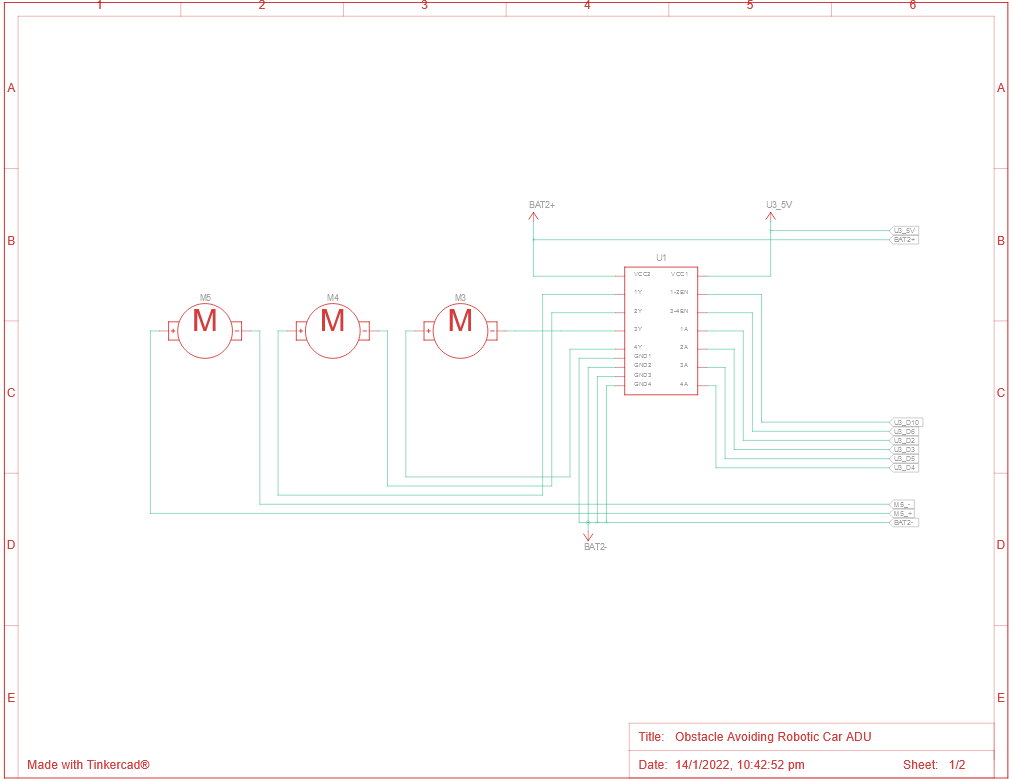 1 2 3 4 5 6
A A
BAT2+ U3_5V
U3_5V
B B
BAT2+
U1
VCC2 VCC1
1Y 1-2EN
M5 M4 M3
2Y 3-4EN
M M M
+ - + - + -
3Y 1A
4Y 2A
GND1
GND2 3A
GND3
GND4 4A
C C
U3_D10
U3_D6
U3_D2
U3_D3
U3_D5
U3_D4
M5_-
M5_+
BAT2-
D D
BAT2-
E E
Title: Obstacle Avoiding Robotic Car ADU
Made with Tinkercad®
Date: 14/1/2022, 10:42:52 pm Sheet: 1/2